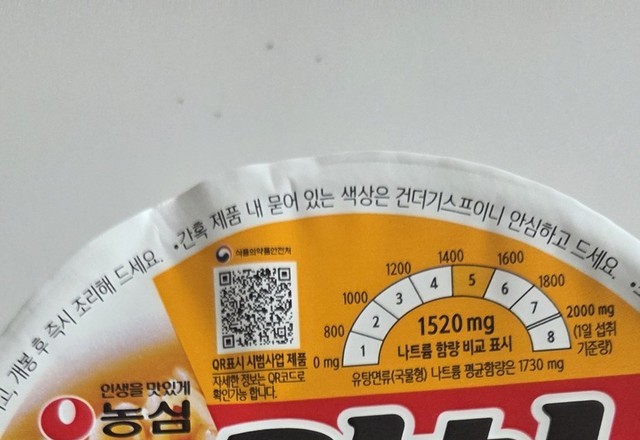 고, 개봉 후 즉시 조리해 드세요.
•간혹 제품 내 묻어 있는 색상은 건더기스프이니 안심하고 드세요.
식품의약품안전처
QR표시 시범사업 제품
자세한 정보는 QR코드로
확인가능 합니다.
0 mg
800
1000
1200
1400
1600
1800
2000 mg
(1일 섭취
기준량)
1
2
3
4
5
6
7
8
1520 mg
나트륨 함량 비교 표시
유탕면류(국물형) 나트륨 평균함량은 1730 mg
인생을 맛있게
농심